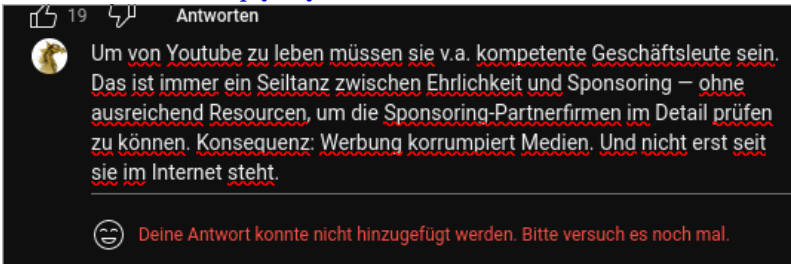 19 Antworten
Um von Youtube zu leben müssen sie v.a. kompetente Geschäftsleute sein.
Das ist immer ein Seiltanz zwischen Ehrlichkeit und Sponsoring — ohne
ausreichend Resourcen, um die Sponsoring-Partnerfirmen im Detail prüfen
zu können. Konsequenz: Werbung korrumpiert Medien. Und nicht erst seit
sie im Internet steht.
Deine Antwort konnte nicht hinzugefügt werden. Bitte versuch es noch mal.